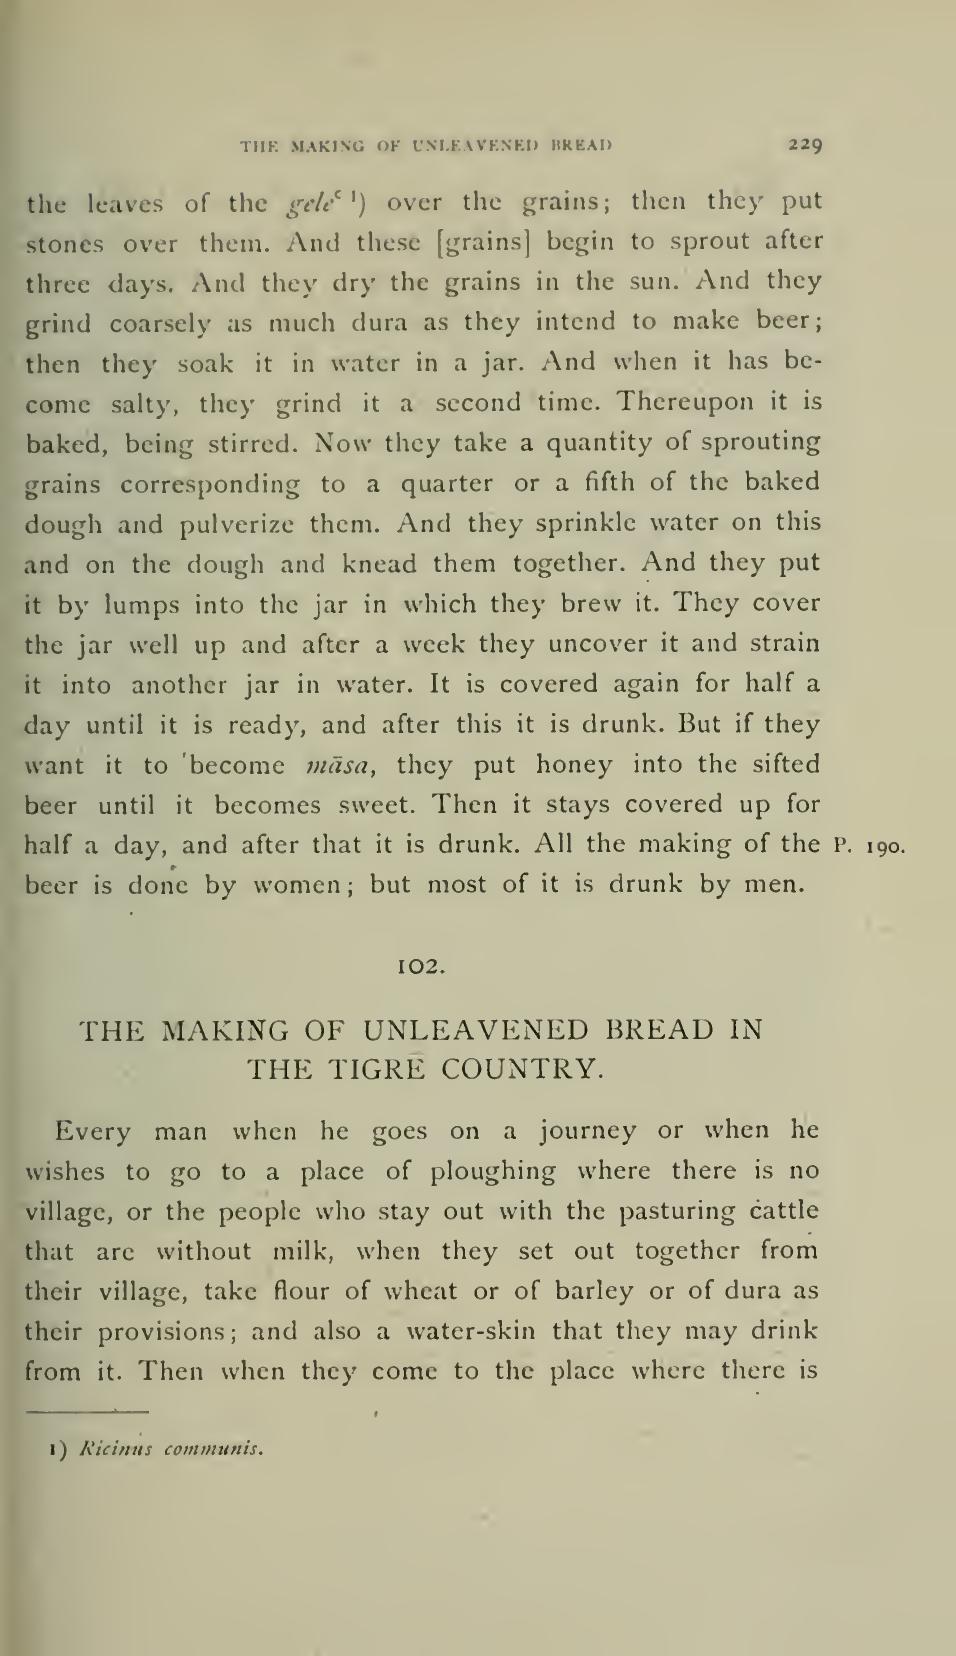 THE MAKING OF UNLEAVENED BREAD 229
the leaves of the geleʿ ¹) over the grains; then they put
stones over them. And these [grains] begin to sprout after
three days. And they dry the grains in the sun. And they
grind coarsely as much dura as they intend to make beer;
then they soak it in water in a jar. And when it has be-
come salty, they grind it a second time. Thereupon it is
baked, being stirred. Now they take a quantity of sprouting
grains corresponding to a quarter or a fifth of the baked
dough and pulverize them. And they sprinkle water on this
and on the dough and knead them together. And they put
it by lumps into the jar in which they brew it. They cover
the jar well up and after a week they uncover it and strain
it into another jar in water. It is covered again for half a
day until it is ready, and after this it is drunk. But if they
want it to become māsa, they put honey into the sifted
beer until it becomes sweet. Then it stays covered up for
half a day, and after that it is drunk. All the making of the P. 190.
beer is done by women; but most of it is drunk by men.
102.
THE MAKING OF UNLEAVENED BREAD IN
THE TIGRĒ COUNTRY.
Every man when he goes on a journey or when he
wishes to go to a place of ploughing where there is no
village, or the people who stay out with the pasturing cattle
that are without milk, when they set out together from
their village, take flour of wheat or of barley or of dura as
their provisions; and also a water-skin that they may drink
from it. Then when they come to the place where there is
1) Ricinus communis.